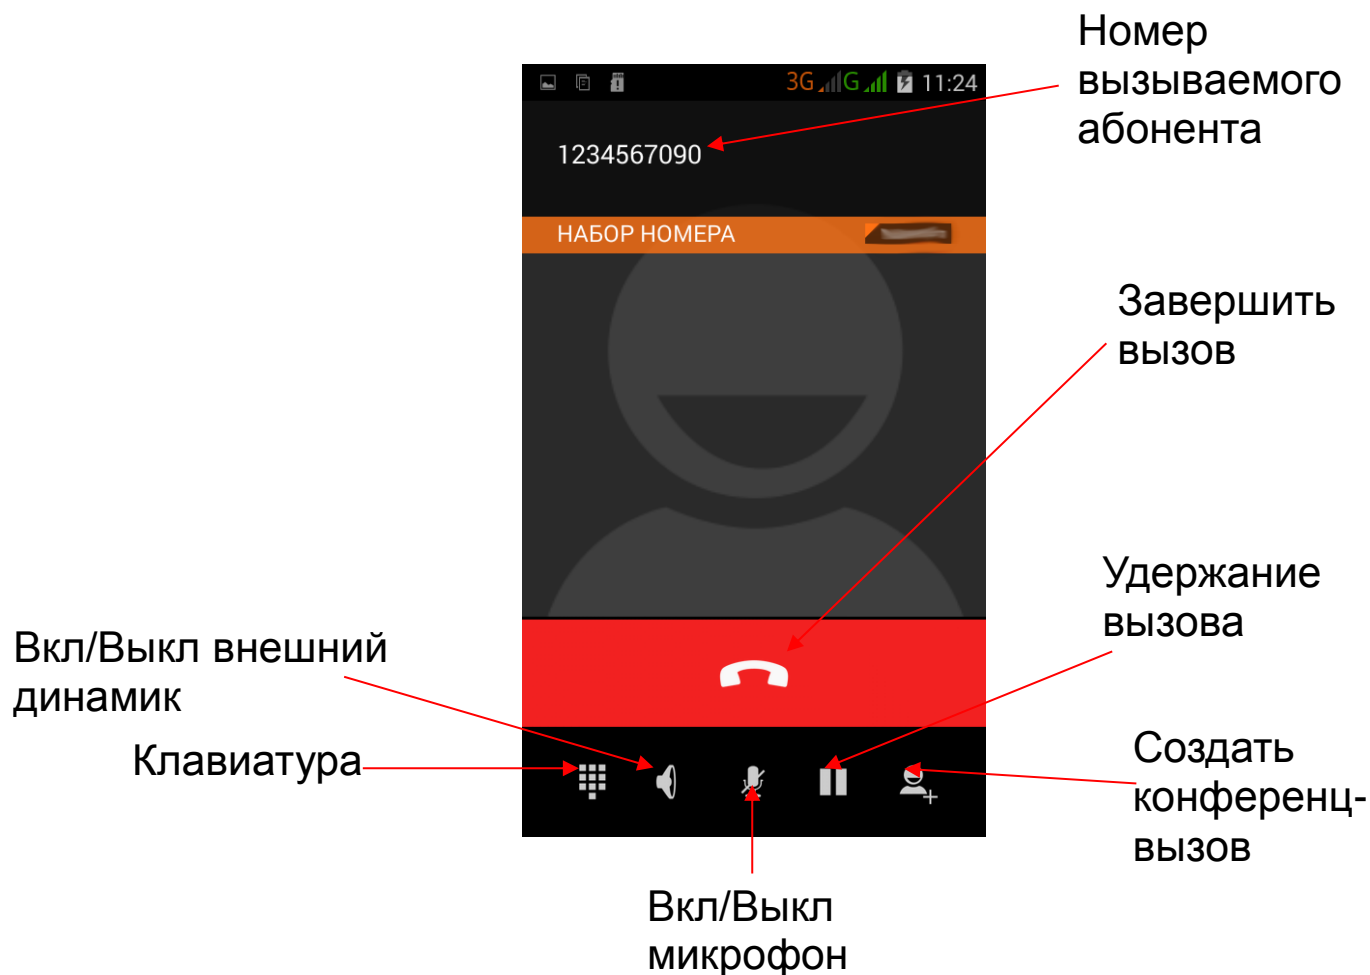 Номер
вызываемого
абонента
3G G 11:24
1234567090
НАБОР НОМЕРА
Завершить
вызов
Удержание
вызова
Вкл/Выкл внешний
динамик
Клавиатура
Создать
конференц-
вызов
Вкл/Выкл
микрофон